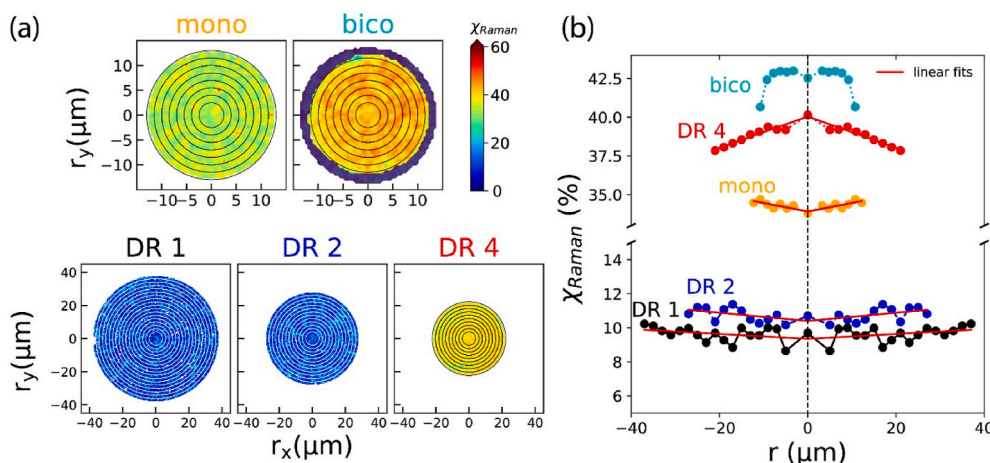 (a)
mono
bico
χRaman
60
40
20
0
10
5
0
−5
−10
ry(μm)
−10 −5 0 5 10
−10 −5 0 5 10
DR 1
DR 2
DR 4
40
20
0
−20
−40
ry(μm)
−40 −20 0 20 40
−40 −20 0 20 40
−40 −20 0 20 40
rx(μm)
(b)
linear fits
bico
DR 4
mono
DR 2
DR 1
42.5
40.0
37.5
35.0
14
12
10
8
6
5
χRaman (%)
−40 −20 0 20 40
r (μm)